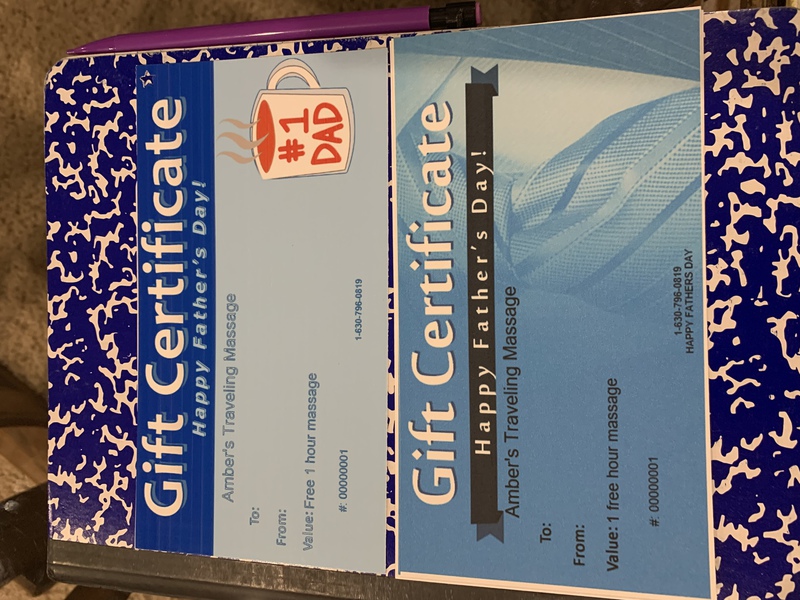 Gift Certificate
Happy Father's Day!
#1
DAD
Amber's Traveling Massage
To:
From:
Value: Free 1 hour massage
#: 00000001
1-630-796-0819
Gift Certificate
Happy Father's Day!
Amber's Traveling Massage
To:
From:
Value: 1 free hour massage
#: 00000001
1-630-796-0819
HAPPY FATHERS DAY